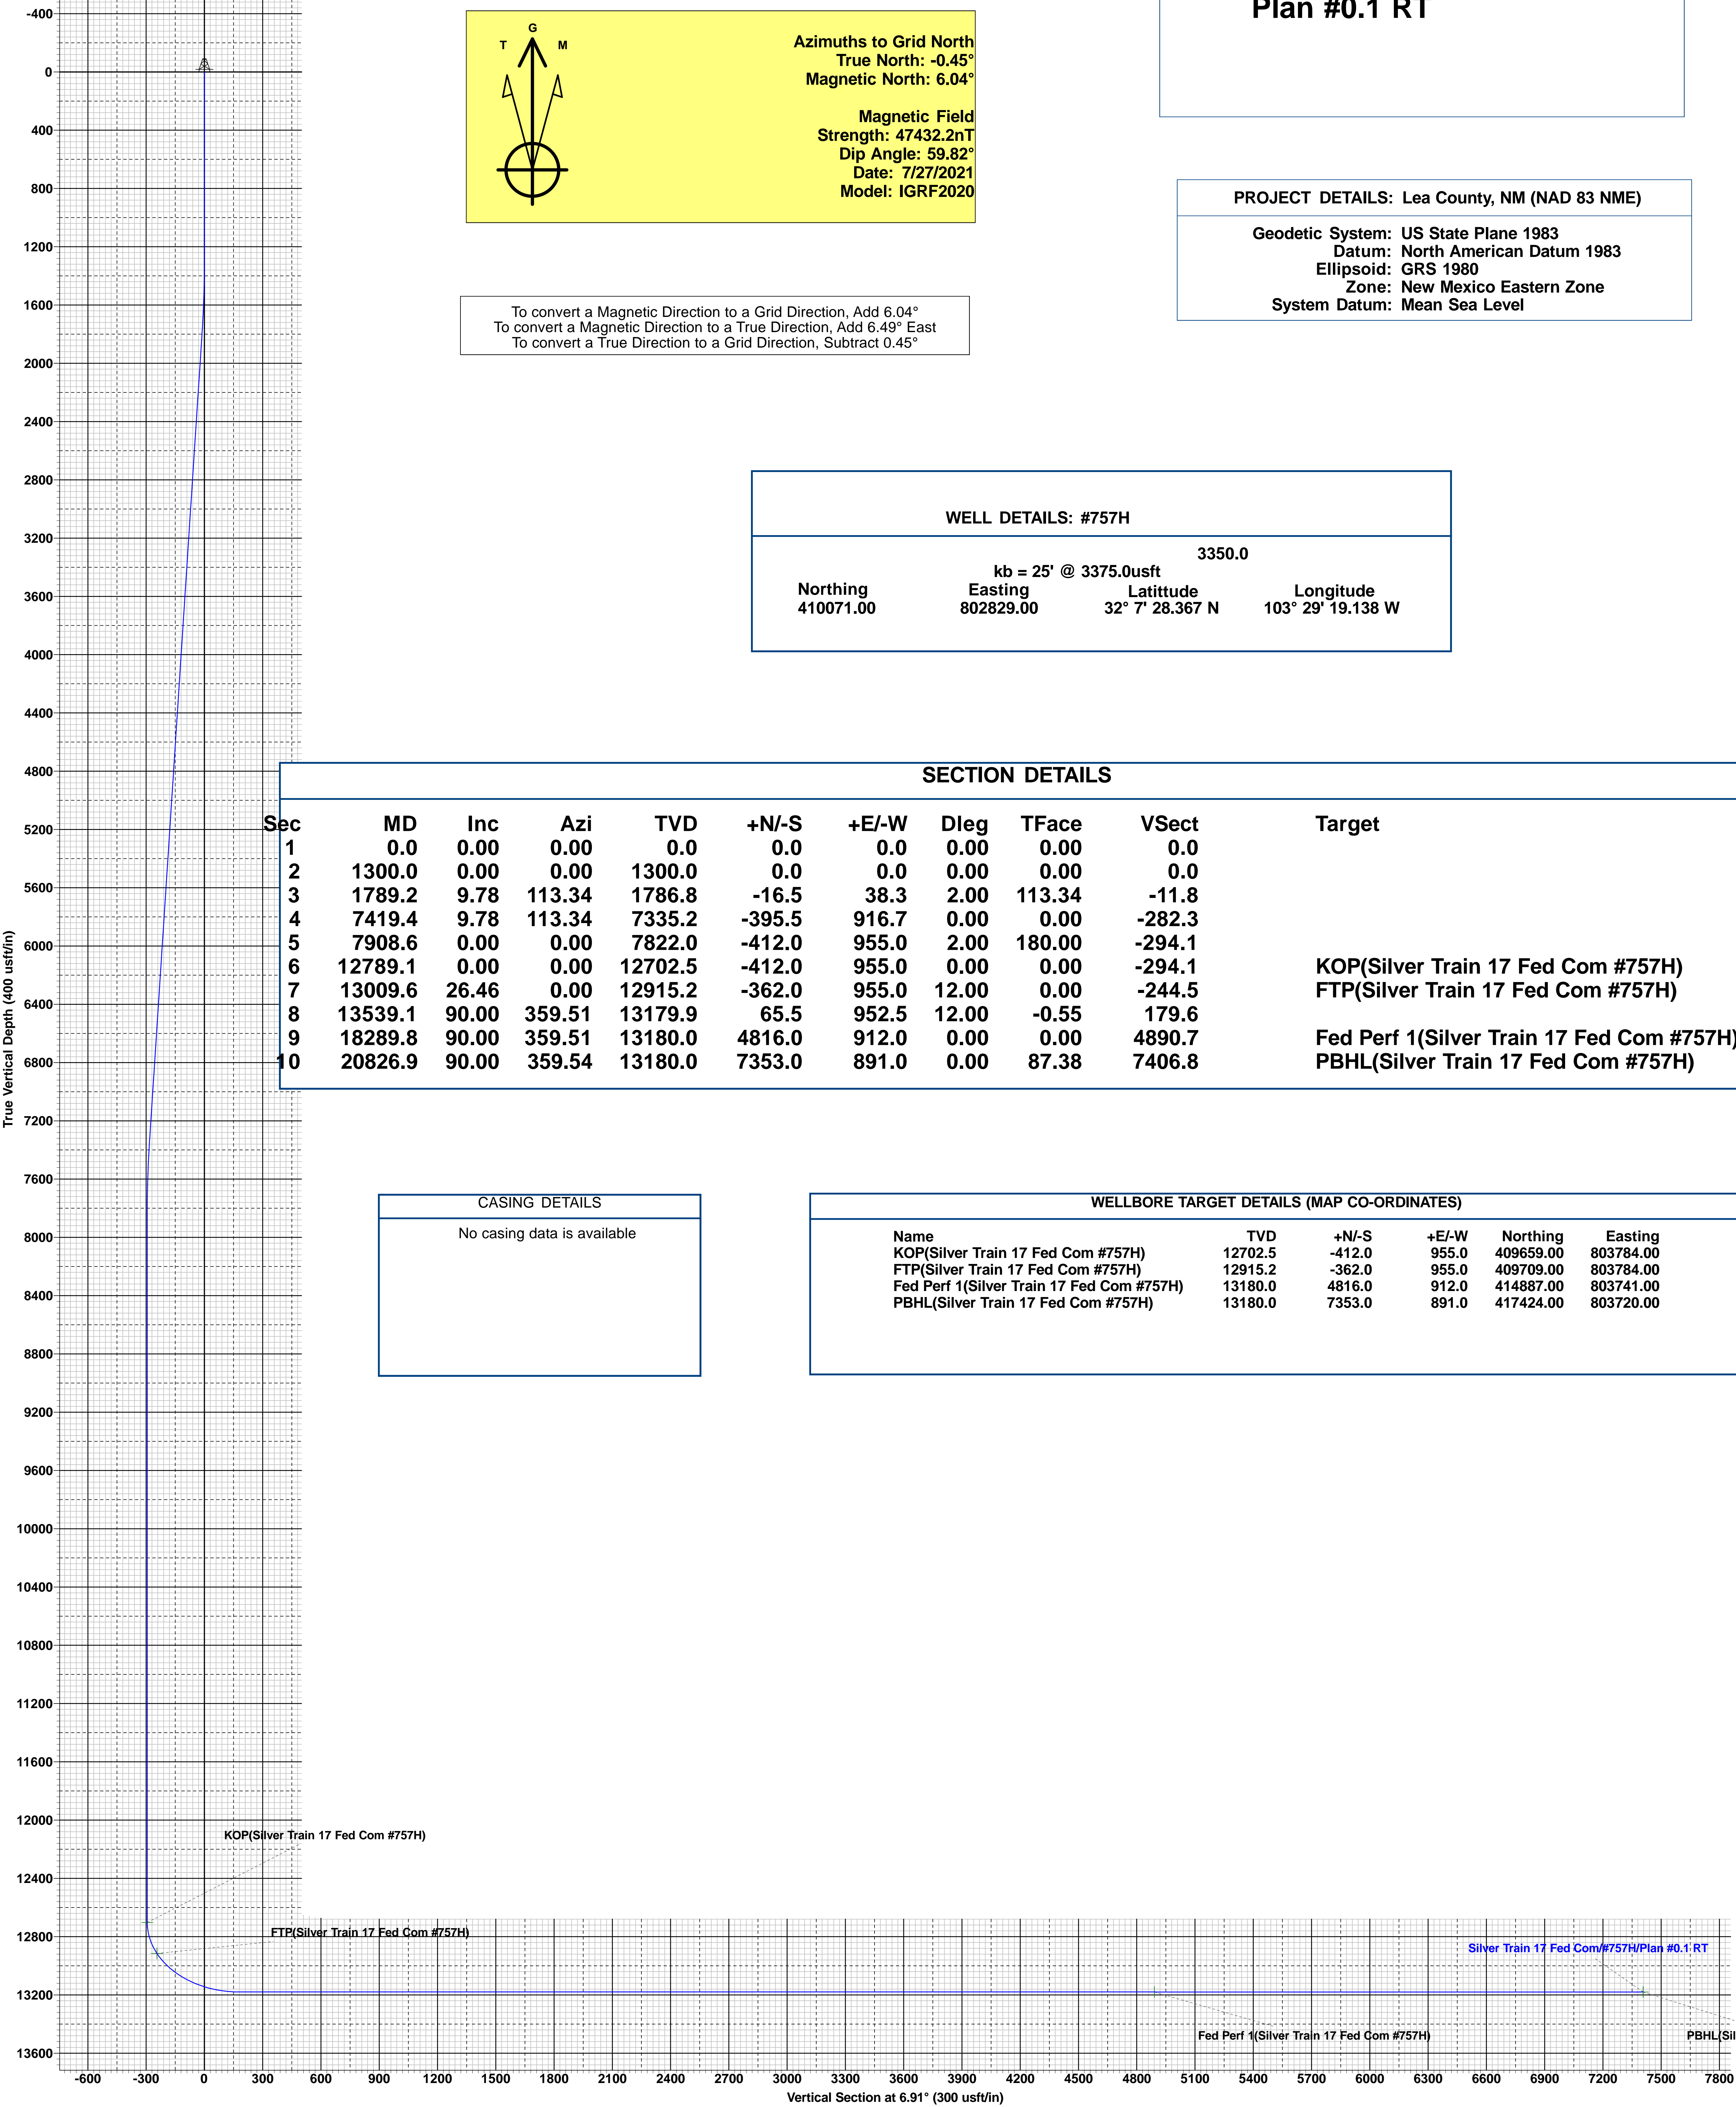 Plan #0.1 RT
T G M
Azimuths to Grid North
True North: -0.45°
Magnetic North: 6.04°
Magnetic Field
Strength: 47432.2nT
Dip Angle: 59.82°
Date: 7/27/2021
Model: IGRF2020
PROJECT DETAILS: Lea County, NM (NAD 83 NME)
Geodetic System: US State Plane 1983
Datum: North American Datum 1983
Ellipsoid: GRS 1980
Zone: New Mexico Eastern Zone
System Datum: Mean Sea Level
To convert a Magnetic Direction to a Grid Direction, Add 6.04°
To convert a Magnetic Direction to a True Direction, Add 6.49° East
To convert a True Direction to a Grid Direction, Subtract 0.45°
WELL DETAILS: #757H
3350.0
kb = 25' @ 3375.0usft
Northing Easting Latittude Longitude
410071.00 802829.00 32° 7' 28.367 N 103° 29' 19.138 W
SECTION DETAILS
Sec MD Inc Azi TVD +N/-S +E/-W Dleg TFace VSect Target
1 0.0 0.00 0.00 0.0 0.0 0.0 0.00 0.00 0.0
2 1300.0 0.00 0.00 1300.0 0.0 0.0 0.00 0.00 0.0
3 1789.2 9.78 113.34 1786.8 -16.5 38.3 2.00 113.34 -11.8
4 7419.4 9.78 113.34 7335.2 -395.5 916.7 0.00 0.00 -282.3
5 7908.6 0.00 0.00 7822.0 -412.0 955.0 2.00 180.00 -294.1
6 12789.1 0.00 0.00 12702.5 -412.0 955.0 0.00 0.00 -294.1 KOP(Silver Train 17 Fed Com #757H)
7 13009.6 26.46 0.00 12915.2 -362.0 955.0 12.00 0.00 -244.5 FTP(Silver Train 17 Fed Com #757H)
8 13539.1 90.00 359.51 13179.9 65.5 952.5 12.00 -0.55 179.6
9 18289.8 90.00 359.51 13180.0 4816.0 912.0 0.00 0.00 4890.7 Fed Perf 1(Silver Train 17 Fed Com #757H)
10 20826.9 90.00 359.54 13180.0 7353.0 891.0 0.00 87.38 7406.8 PBHL(Silver Train 17 Fed Com #757H)
CASING DETAILS
No casing data is available
WELLBORE TARGET DETAILS (MAP CO-ORDINATES)
Name TVD +N/-S +E/-W Northing Easting
KOP(Silver Train 17 Fed Com #757H) 12702.5 -412.0 955.0 409659.00 803784.00
FTP(Silver Train 17 Fed Com #757H) 12915.2 -362.0 955.0 409709.00 803784.00
Fed Perf 1(Silver Train 17 Fed Com #757H) 13180.0 4816.0 912.0 414887.00 803741.00
PBHL(Silver Train 17 Fed Com #757H) 13180.0 7353.0 891.0 417424.00 803720.00
True Vertical Depth (400 usft/in)
-400
0
400
800
1200
1600
2000
2400
2800
3200
3600
4000
4400
4800
5200
5600
6000
6400
6800
7200
7600
8000
8400
8800
9200
9600
10000
10400
10800
11200
11600
12000
12400
12800
13200
13600
KOP(Silver Train 17 Fed Com #757H)
FTP(Silver Train 17 Fed Com #757H)
Silver Train 17 Fed Com/#757H/Plan #0.1 RT
Fed Perf 1(Silver Train 17 Fed Com #757H)
PBHL(Sil
-600 -300 0 300 600 900 1200 1500 1800 2100 2400 2700 3000 3300 3600 3900 4200 4500 4800 5100 5400 5700 6000 6300 6600 6900 7200 7500 7800
Vertical Section at 6.91° (300 usft/in)